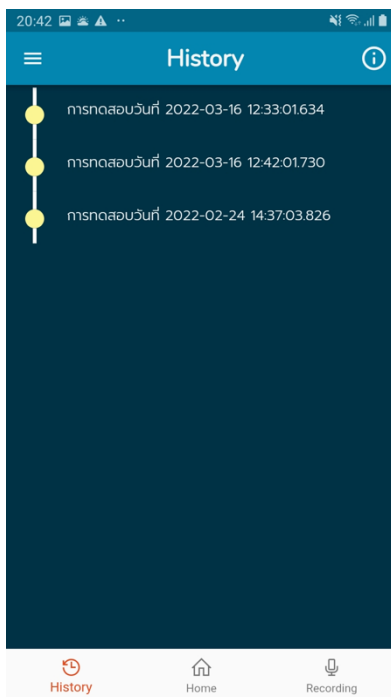 20:42
History
การทดสอบวันที่ 2022-03-16 12:33:01.634
การทดสอบวันที่ 2022-03-16 12:42:01.730
การทดสอบวันที่ 2022-02-24 14:37:03.826
History
Home
Recording